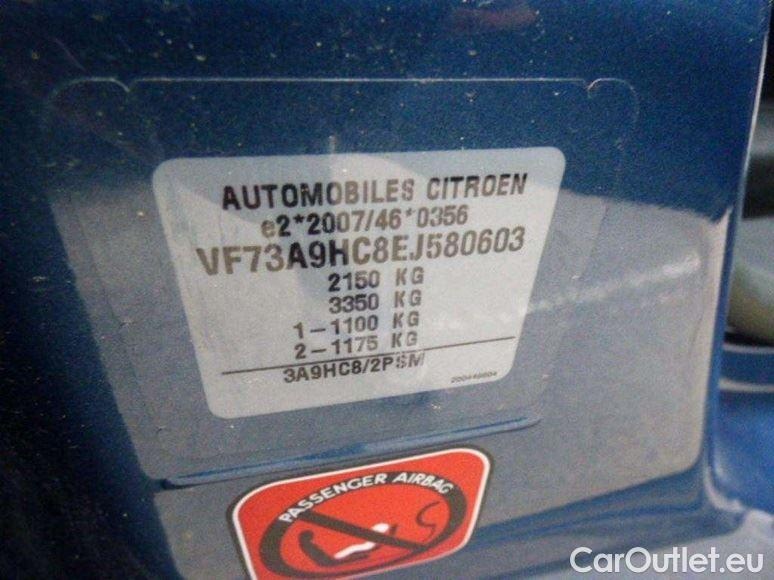 AUTOMOBILES CITROEN
e2*2007/46*0356
VF73A9HC8EJ580603
2150 KG
3350 KG
1-1100 KG
2-1175 KG
3A9HC8/2PSM
PASSENGER AIRBAG
CarOutlet.eu